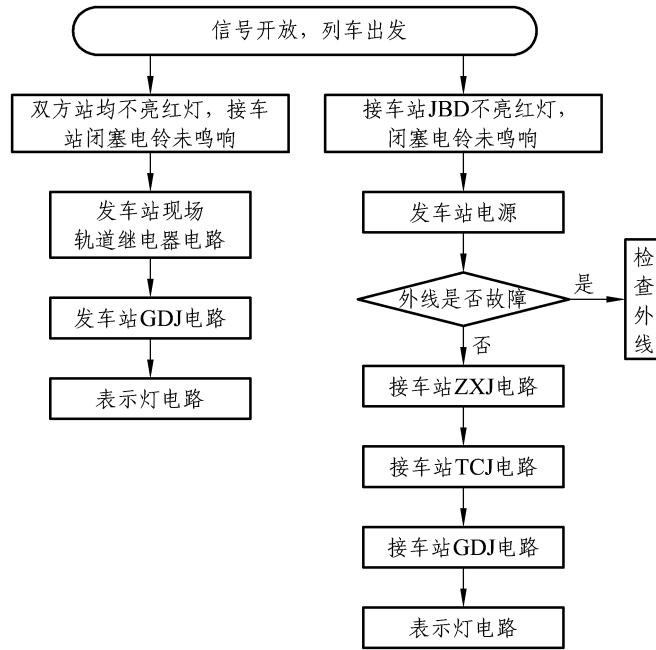 信号开放，列车出发
双方站均不亮红灯，接车
站闭塞电铃未鸣响
发车站现场
轨道继电器电路
发车站GDJ电路
表示灯电路
接车站JBD不亮红灯，
闭塞电铃未鸣响
发车站电源
外线是否故障
是
检
查
外
线
否
接车站ZXJ电路
接车站TCJ电路
接车站GDJ电路
表示灯电路